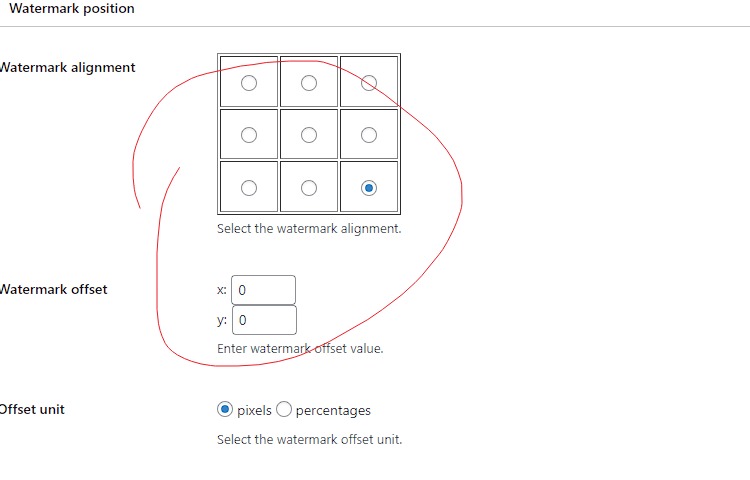 Watermark position
Watermark alignment
Select the watermark alignment.
Watermark offset
x: 0
y: 0
Enter watermark offset value.
Offset unit
pixels percentages
Select the watermark offset unit.